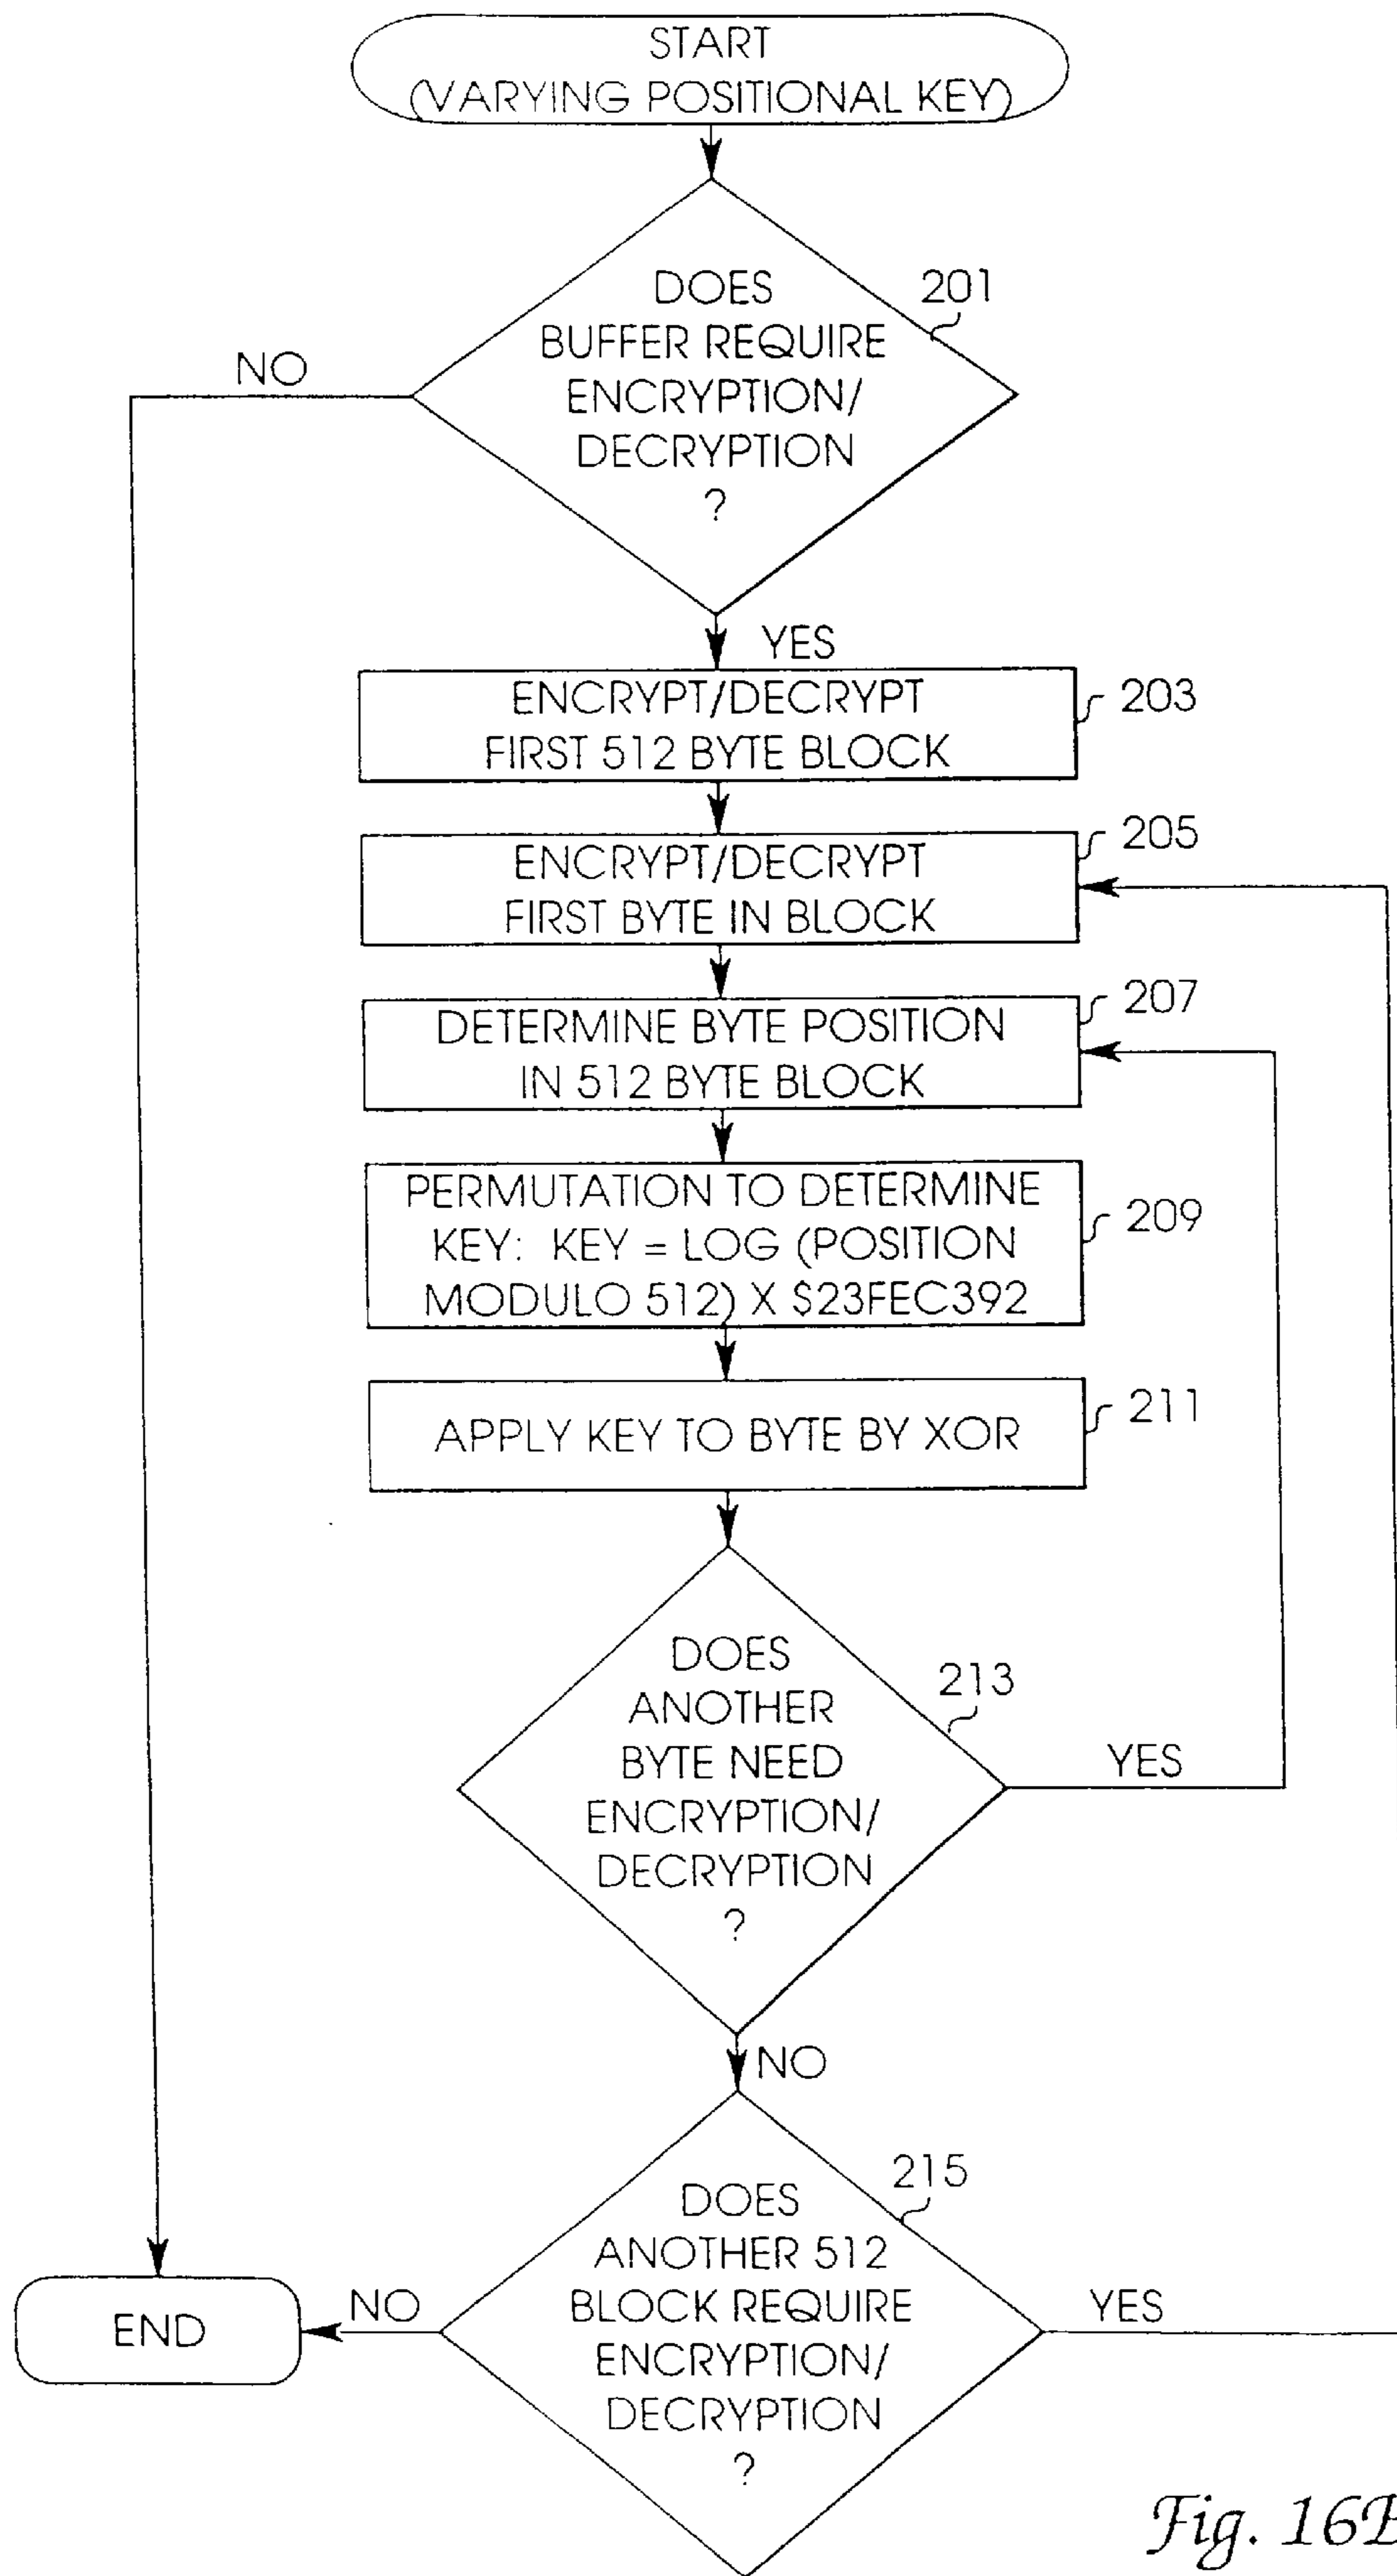 START
(VARYING POSITIONAL KEY)
DOES
BUFFER REQUIRE
ENCRYPTION/
DECRYPTION
?
201
NO
YES
ENCRYPT/DECRYPT
FIRST 512 BYTE BLOCK
203
ENCRYPT/DECRYPT
FIRST BYTE IN BLOCK
205
DETERMINE BYTE POSITION
IN 512 BYTE BLOCK
207
PERMUTATION TO DETERMINE
KEY: KEY = LOG (POSITION
MODULO 512) X $23FEC392
209
APPLY KEY TO BYTE BY XOR
211
DOES
ANOTHER
BYTE NEED
ENCRYPTION/
DECRYPTION
?
213
YES
NO
DOES
ANOTHER 512
BLOCK REQUIRE
ENCRYPTION/
DECRYPTION
?
215
YES
NO
END
Fig.